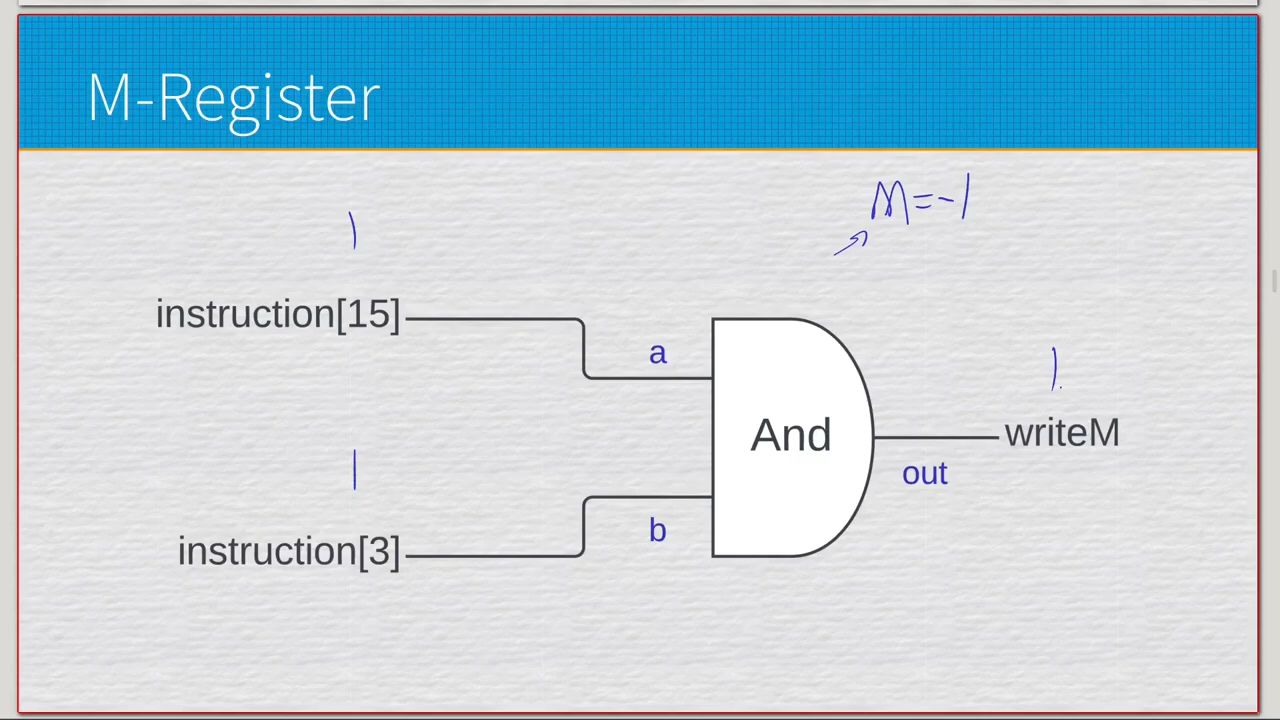 M-Register
M=-1
1
instruction[15]
a
1.
And
writeM
out
1
b
instruction[3]